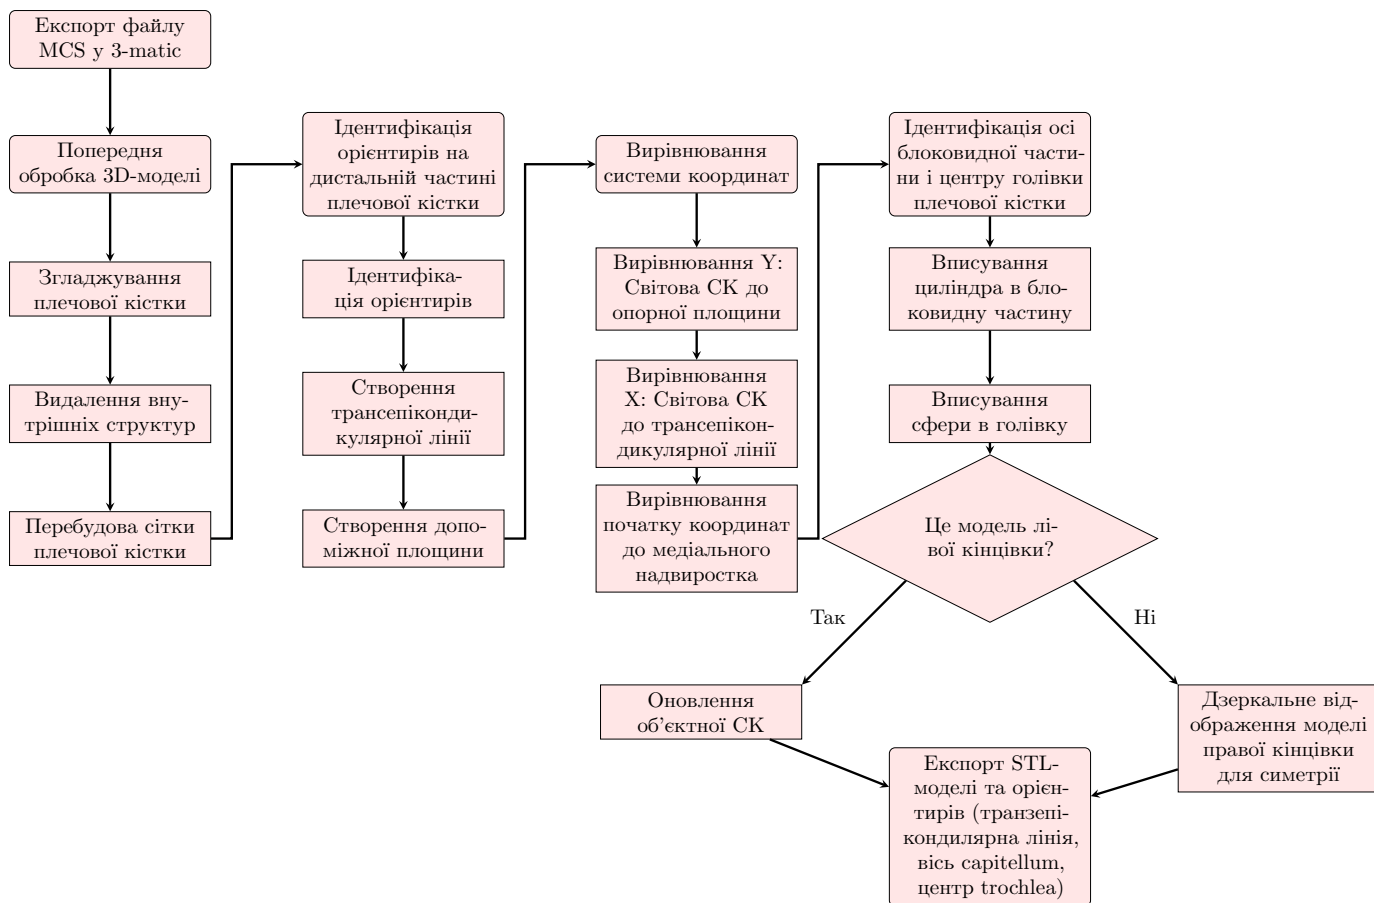 Експорт файлу
MCS у 3-matic
Попередня
обробка 3D-моделі
Згладжування
плечової кістки
Видалення вну-
трішніх структур
Перебудова сітки
плечової кістки
Ідентифікація
орієнтирів на
дистальній частині
плечової кістки
Ідентифіка-
ція орієнтирів
Створення
трансепіконди-
кулярної лінії
Створення допо-
міжної площини
Вирівнювання
системи координат
Вирівнювання Y:
Світова СК до
опорної площини
Вирівнювання
X: Світова СК
до трансепікон-
дикулярної лінії
Вирівнювання
початку координат
до медіального
надвиростка
Ідентифікація осі
блоковидної части-
ни і центру голівки
плечової кістки
Вписування
циліндра в бло-
ковидну частину
Вписування
сфери в голівку
Це модель лі-
вої кінцівки?
Так
Ні
Оновлення
об'єктної СК
Дзеркальне від-
ображення моделі
правої кінцівки
для симетрії
Експорт STL-
моделі та орієн-
тирів (транзепі-
кондилярна лінія,
вісь capitellum,
центр trochlea)